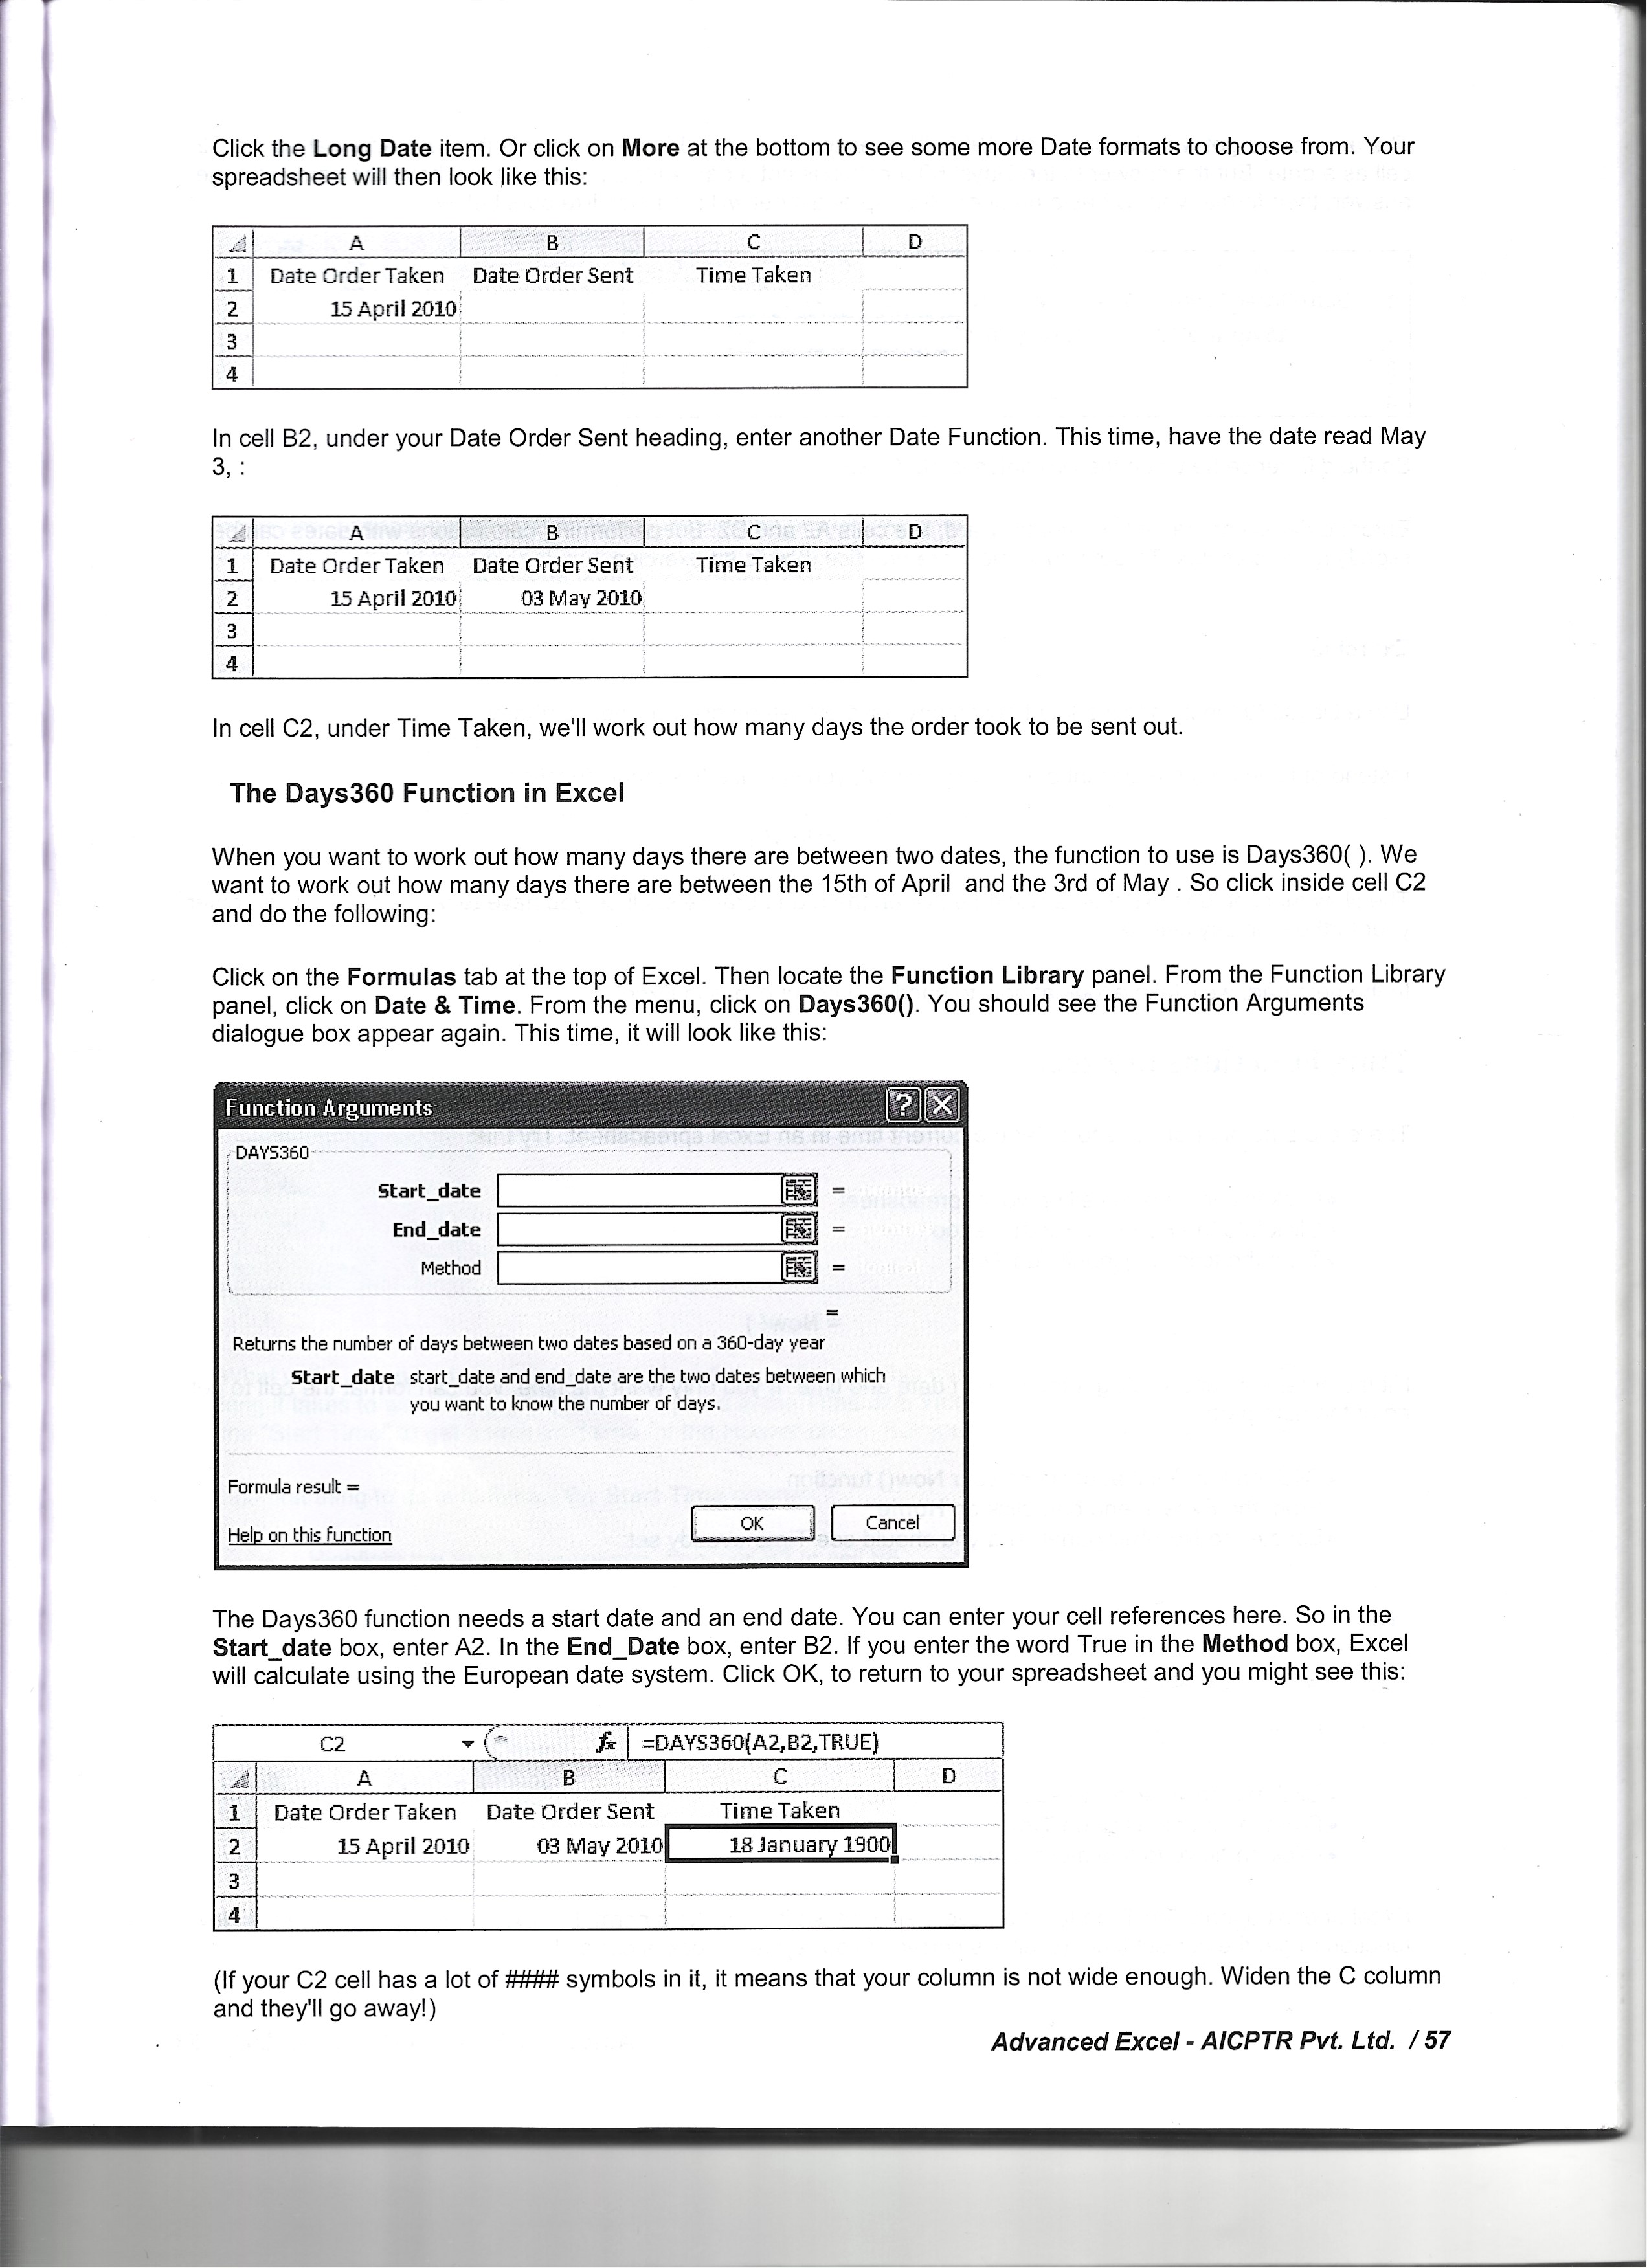 Click the Long Date item. Or click on More at the bottom to see some more Date formats to choose from. Your
spreadsheet will then look like this:
A B C D
1 Date Order Taken Date Order Sent Time Taken
2 15 April 2010
3
4
In cell B2, under your Date Order Sent heading, enter another Date Function. This time, have the date read May
3, :
A B C D
1 Date Order Taken Date Order Sent Time Taken
2 15 April 2010 03 May 2010
3
4
In cell C2, under Time Taken, we'll work out how many days the order took to be sent out.
The Days360 Function in Excel
When you want to work out how many days there are between two dates, the function to use is Days360( ). We
want to work out how many days there are between the 15th of April and the 3rd of May . So click inside cell C2
and do the following:
Click on the Formulas tab at the top of Excel. Then locate the Function Library panel. From the Function Library
panel, click on Date & Time. From the menu, click on Days360(). You should see the Function Arguments
dialogue box appear again. This time, it will look like this:
Function Arguments ? X
DAYS360
Start_date =
End_date =
Method =
=
Returns the number of days between two dates based on a 360-day year
Start_date start_date and end_date are the two dates between which
you want to know the number of days.
Formula result =
Help on this function OK Cancel
The Days360 function needs a start date and an end date. You can enter your cell references here. So in the
Start_date box, enter A2. In the End_Date box, enter B2. If you enter the word True in the Method box, Excel
will calculate using the European date system. Click OK, to return to your spreadsheet and you might see this:
C2 fx =DAYS360(A2,B2,TRUE)
A B C D
1 Date Order Taken Date Order Sent Time Taken
2 15 April 2010 03 May 2010 18 January 1900
3
4
(If your C2 cell has a lot of #### symbols in it, it means that your column is not wide enough. Widen the C column
and they'll go away!)
Advanced Excel - AICPTR Pvt. Ltd. / 57